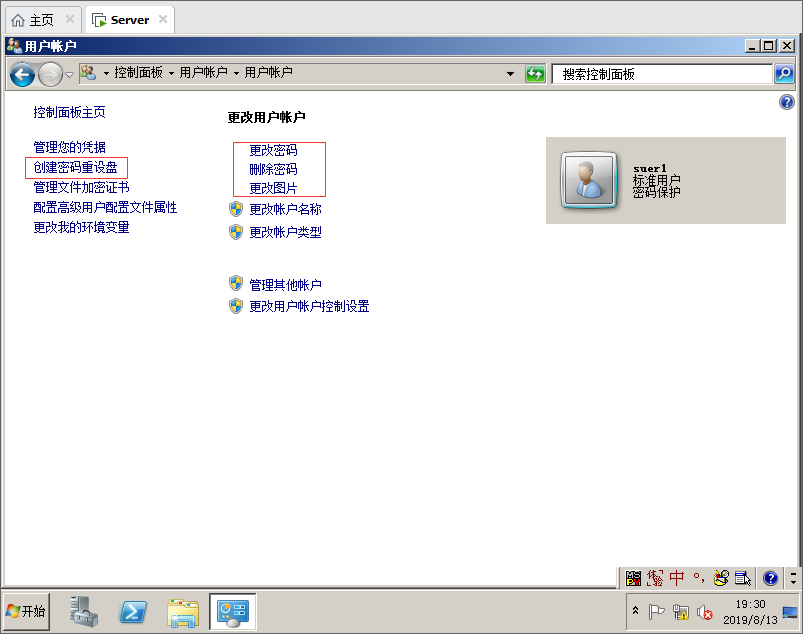 主页
Server
用户帐户
控制面板 用户帐户 用户帐户
搜索控制面板
控制面板主页
管理您的凭据
创建密码重设盘
管理文件加密证书
配置高级用户配置文件属性
更改我的环境变量
更改用户帐户
更改密码
删除密码
更改图片
更改帐户名称
更改帐户类型
管理其他帐户
更改用户帐户控制设置
suer1
标准用户
密码保护
中 °,
开始
19:30
2019/8/13